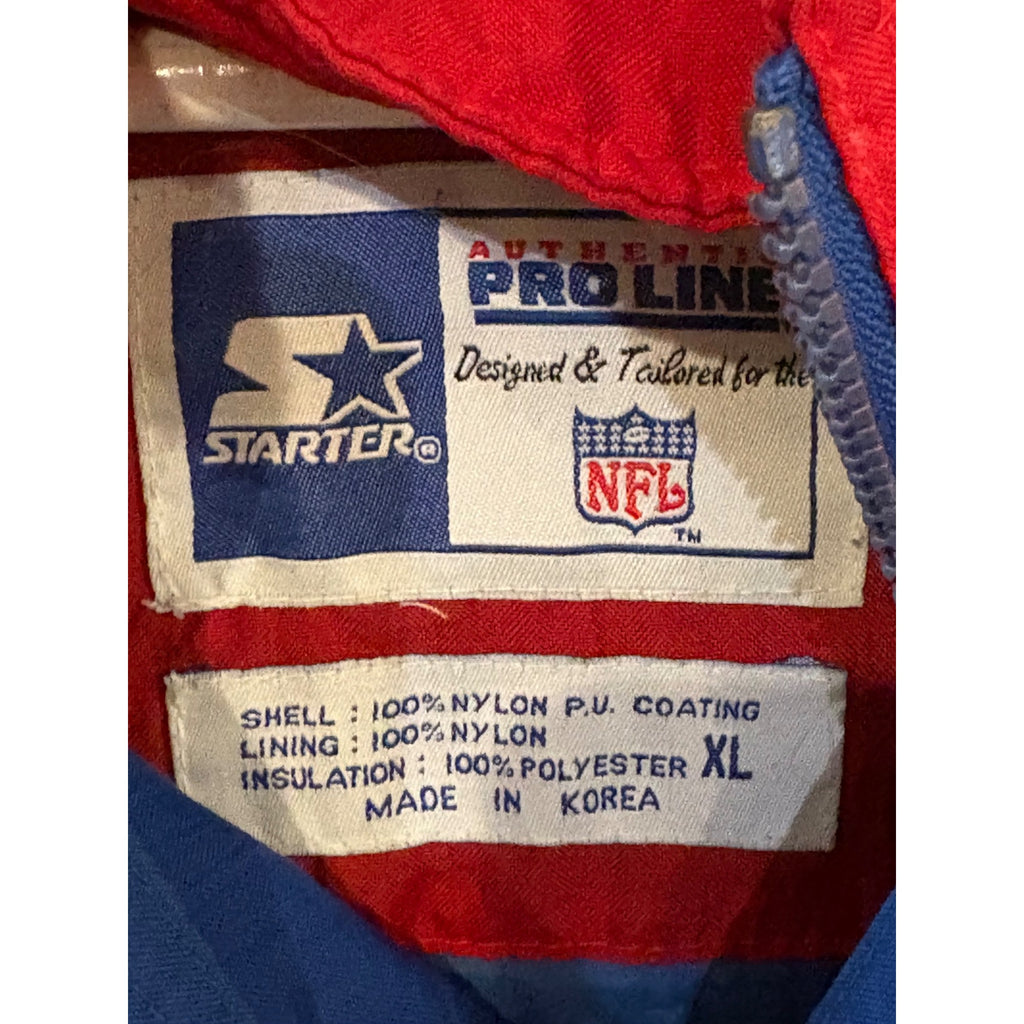 STARTER®
AUTHENTI
PRO LINE
Designed & Tailored for the
NFL
TM
SHELL : 100% NYLON P.U. COATING
LINING : 100% NYLON
INSULATION : 100% POLYESTER XL
MADE IN KOREA